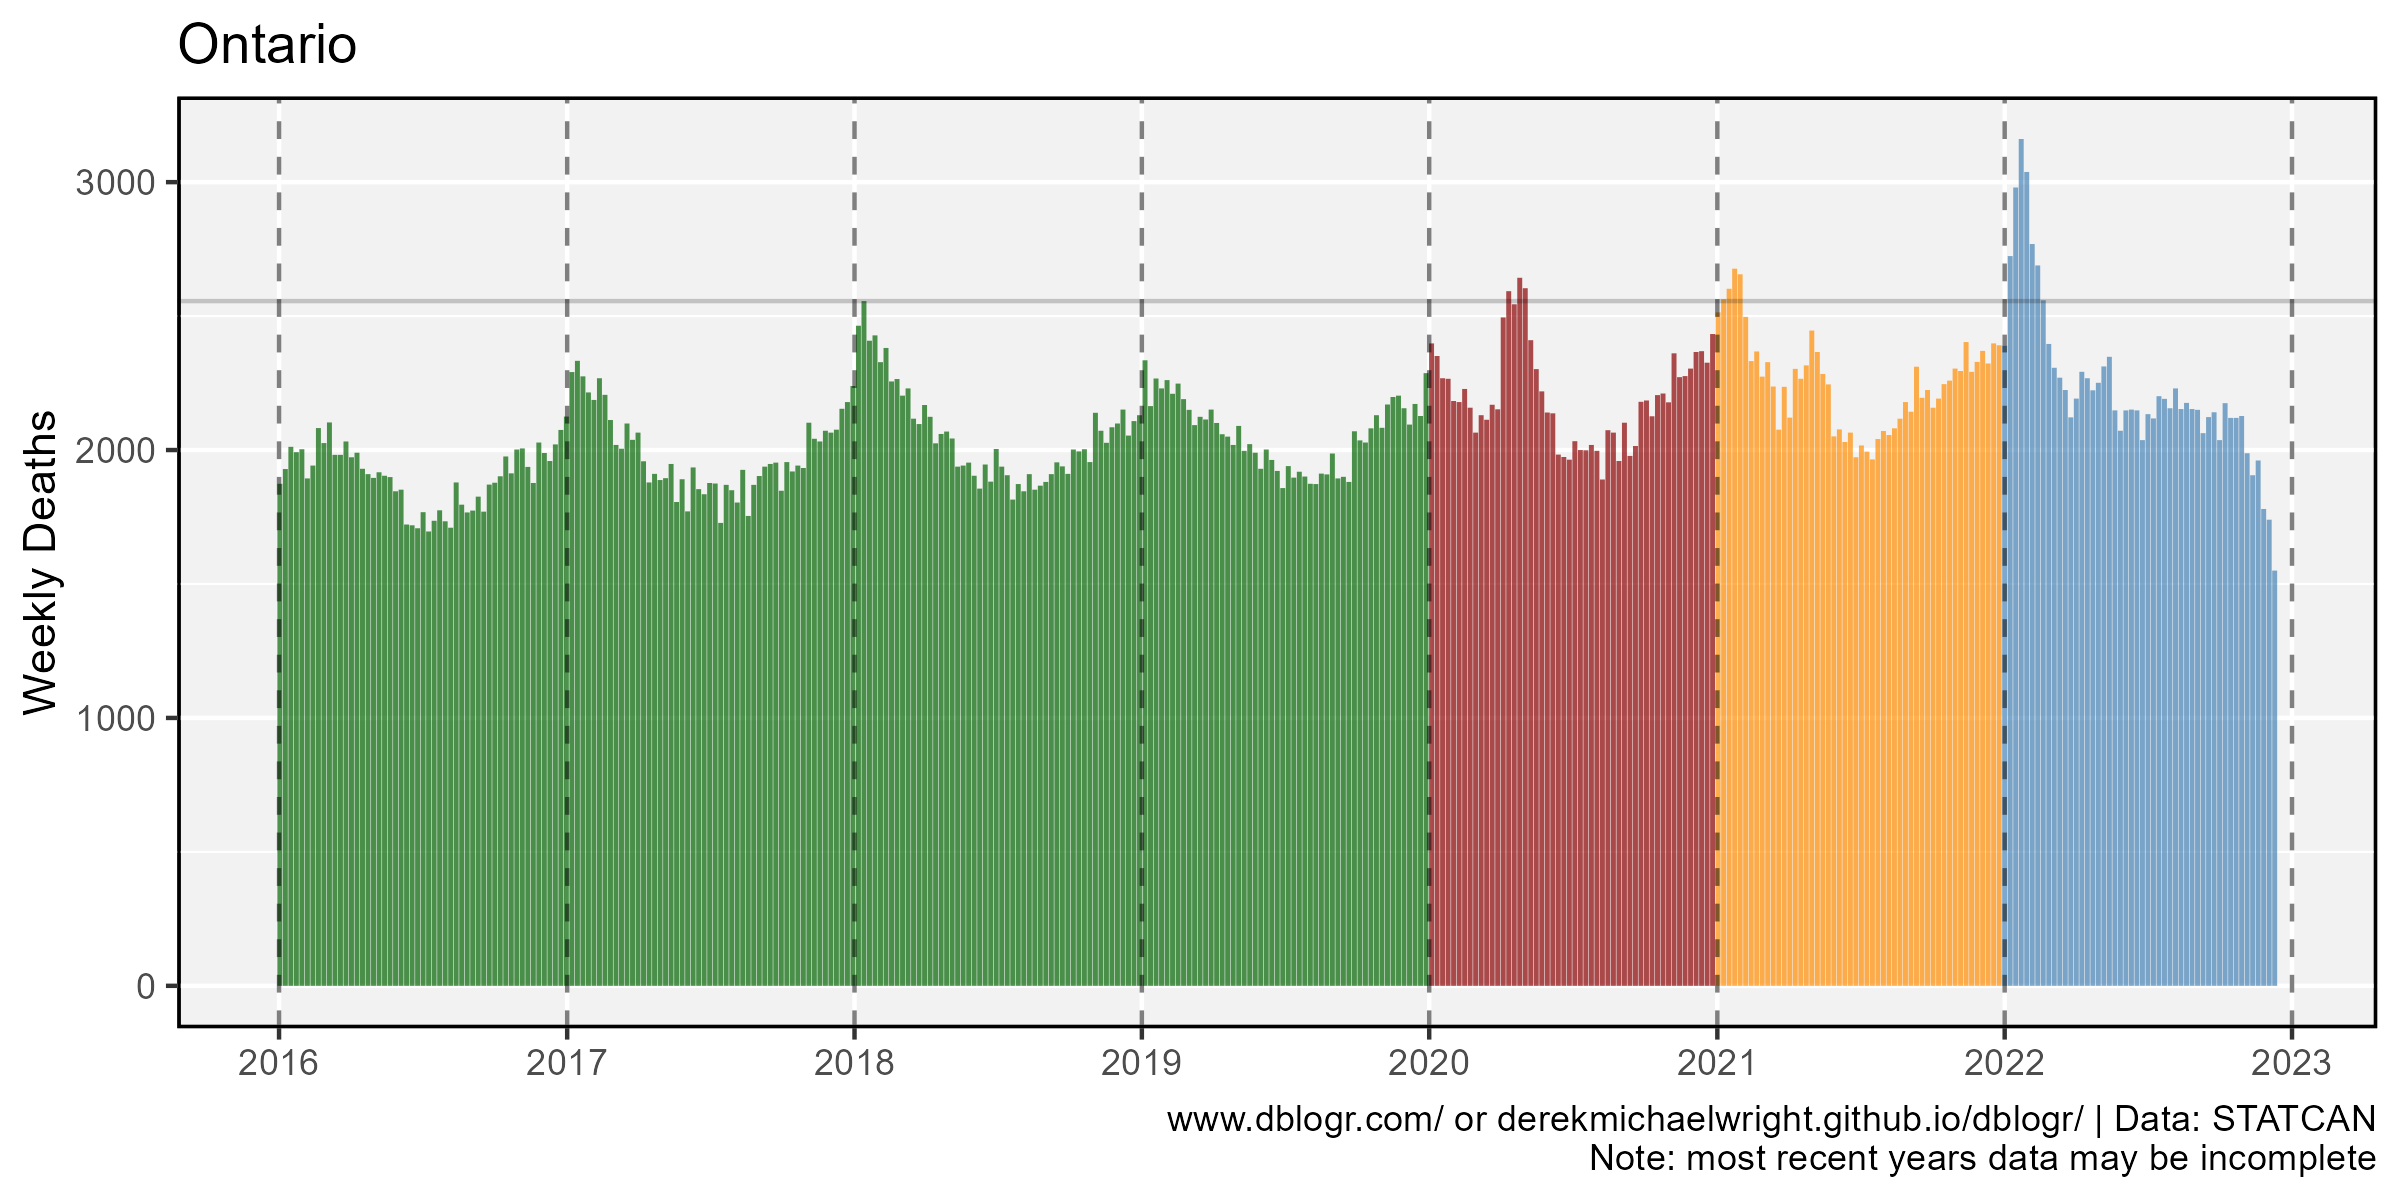 Ontario
Weekly Deaths
3000
2000
1000
0
2016 2017 2018 2019 2020 2021 2022 2023
www.dblogr.com/ or derekmichaelwright.github.io/dblogr/ | Data: STATCAN
Note: most recent years data may be incomplete